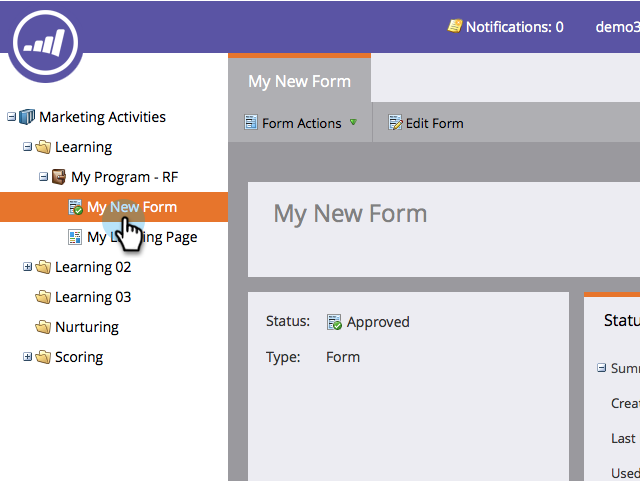 Notifications: 0 demo3
My New Form
Form Actions Edit Form
Marketing Activities
Learning
My Program - RF
My New Form
My Landing Page
Learning 02
Learning 03
Nurturing
Scoring
My New Form
Status: Approved
Type: Form
Statu
Summ
Creat
Last
Used